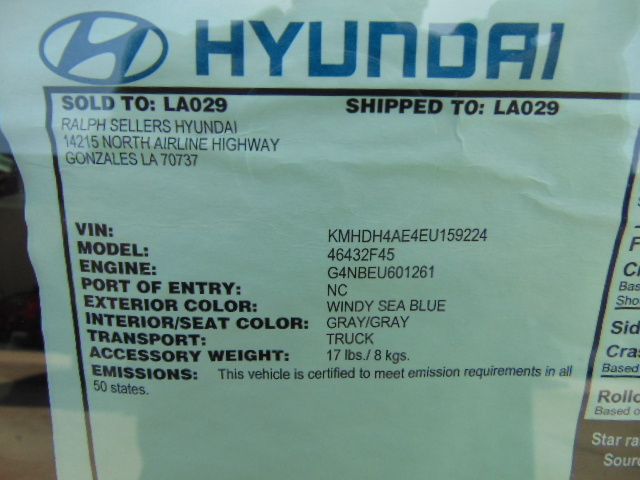 HYUNDAI
SOLD TO: LA029 SHIPPED TO: LA029
RALPH SELLERS HYUNDAI
14215 NORTH AIRLINE HIGHWAY
GONZALES LA 70737
VIN: KMHDH4AE4EU159224
MODEL: 46432F45
ENGINE: G4NBEU601261
PORT OF ENTRY: NC
EXTERIOR COLOR: WINDY SEA BLUE
INTERIOR/SEAT COLOR: GRAY/GRAY
TRANSPORT: TRUCK
ACCESSORY WEIGHT: 17 lbs./ 8 kgs.
EMISSIONS: This vehicle is certified to meet emission requirements in all
50 states.
Side
Based
Based o
Star ra